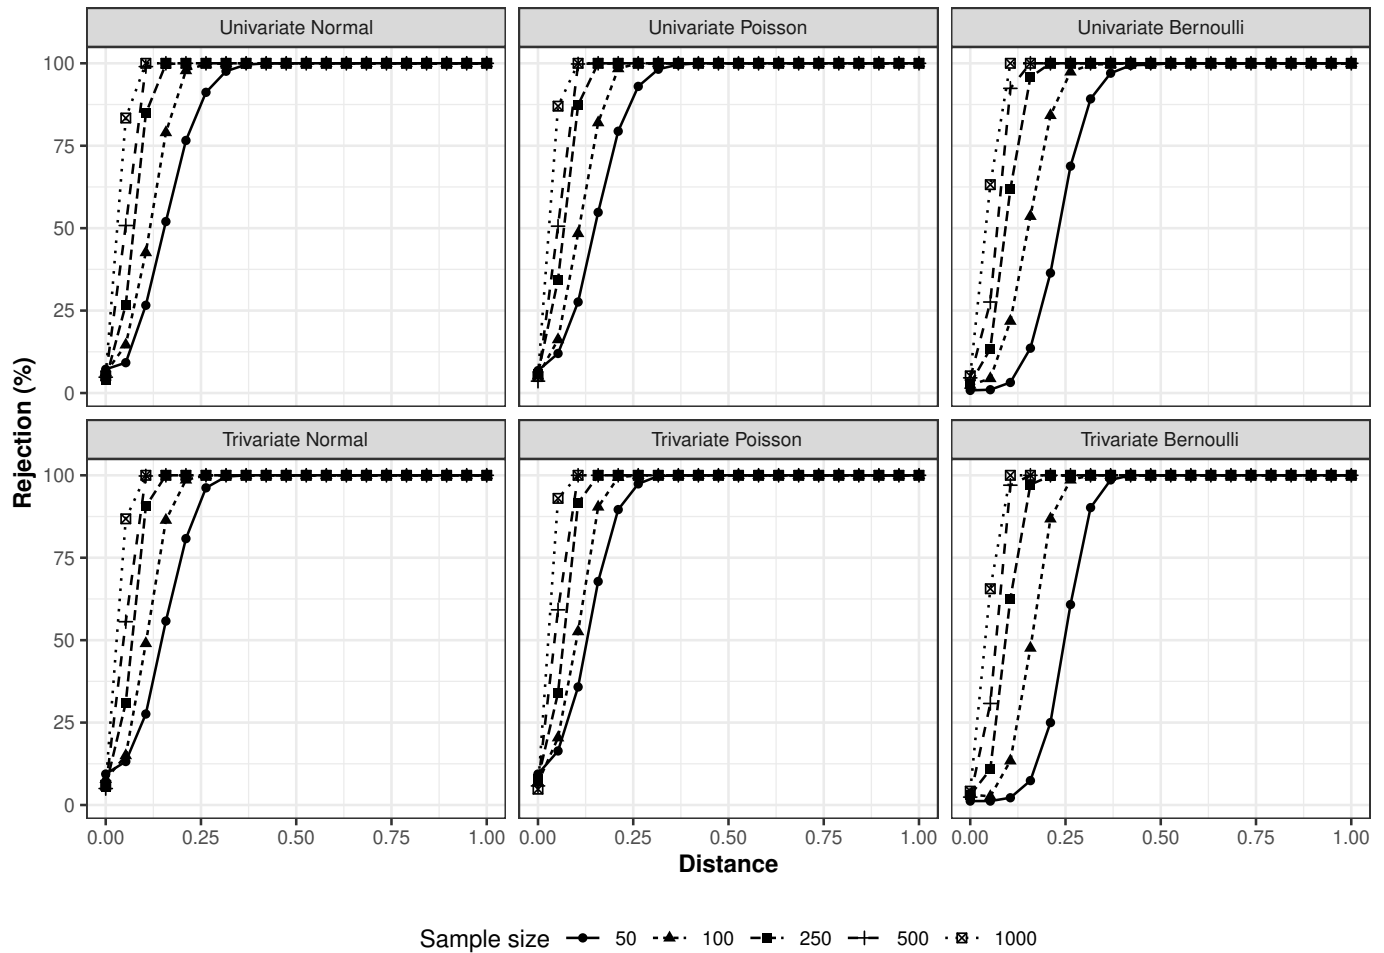 Univariate Normal
Univariate Poisson
Univariate Bernoulli
100
75
50
25
0
Trivariate Normal
Trivariate Poisson
Trivariate Bernoulli
100
75
50
25
0
Rejection (%)
0.00 0.25 0.50 0.75 1.00
0.00 0.25 0.50 0.75 1.00
0.00 0.25 0.50 0.75 1.00
Distance
Sample size 50 100 250 500 1000